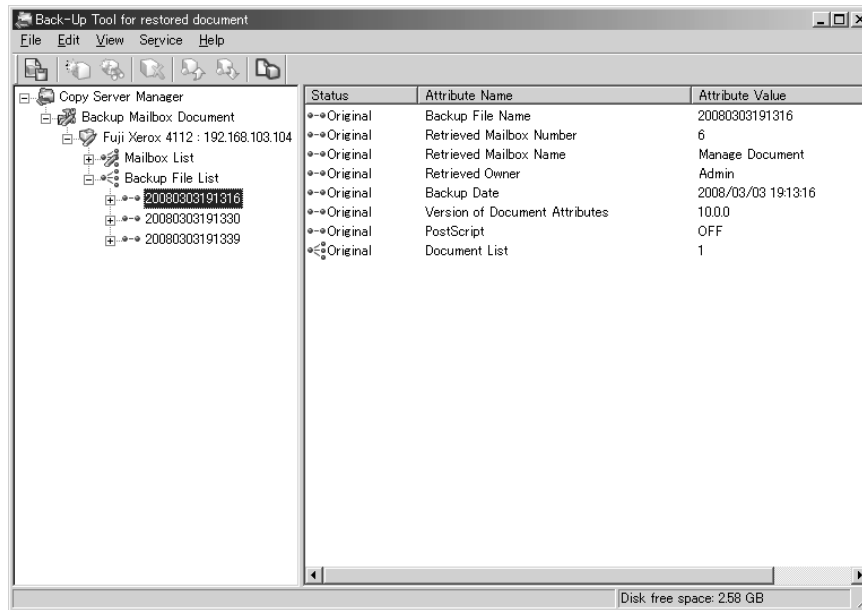 Back-Up Tool for restored document
File Edit View Service Help
Copy Server Manager
Backup Mailbox Document
Fuji Xerox 4112 : 192.168.103.104
Mailbox List
Backup File List
20080303191316
20080303191330
20080303191339
Status Attribute Name Attribute Value
Original Backup File Name 20080303191316
Original Retrieved Mailbox Number 6
Original Retrieved Mailbox Name Manage Document
Original Retrieved Owner Admin
Original Backup Date 2008/03/03 19:13:16
Original Version of Document Attributes 10.0.0
Original PostScript OFF
Original Document List 1
Disk free space: 2.58 GB